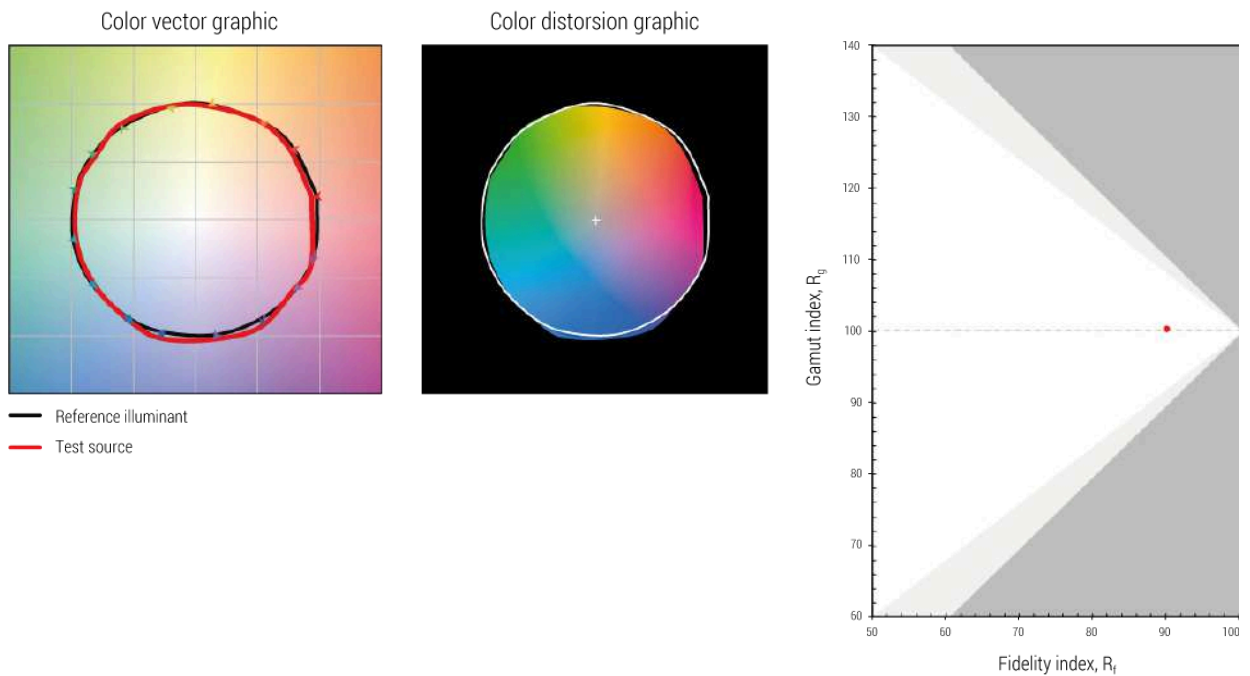 Color vector graphic
Color distorsion graphic
Reference illuminant
Test source
140
130
120
110
100
90
80
70
60
Gamut index, Rg
50 60 70 80 90 100
Fidelity index, Rf